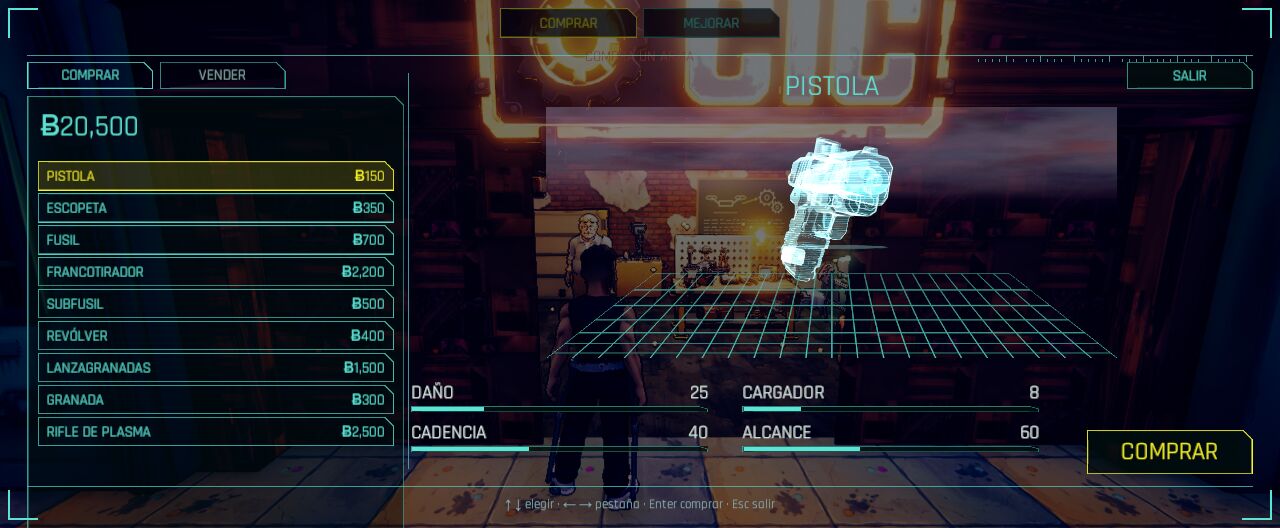 COMPRAR
MEJORAR
COMPRAR
VENDER
SALIR
PISTOLA
Ƀ20,500
PISTOLA Ƀ150
ESCOPETA Ƀ350
FUSIL Ƀ700
FRANCOTIRADOR Ƀ2,200
SUBFUSIL Ƀ500
REVÓLVER Ƀ400
LANZAGRANADAS Ƀ1,500
GRANADA Ƀ300
RIFLE DE PLASMA Ƀ2,500
DAÑO 25
CARGADOR 8
CADENCIA 40
ALCANCE 60
COMPRAR
↑ ↓ elegir · ← → pestaña · Enter comprar · Esc salir